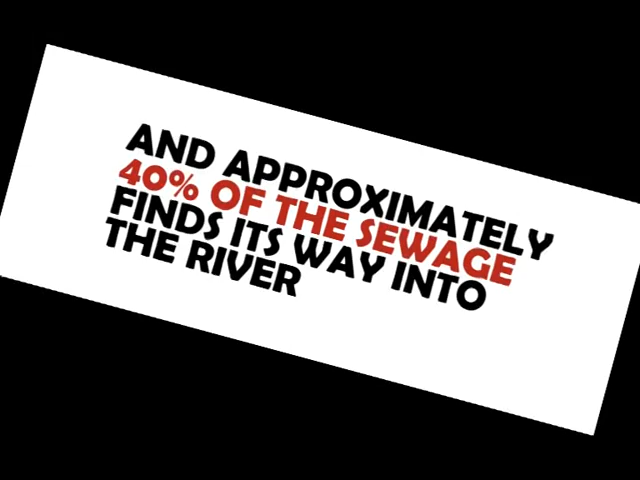 AND APPROXIMATELY
40% OF THE SEWAGE
FINDS ITS WAY INTO
THE RIVER